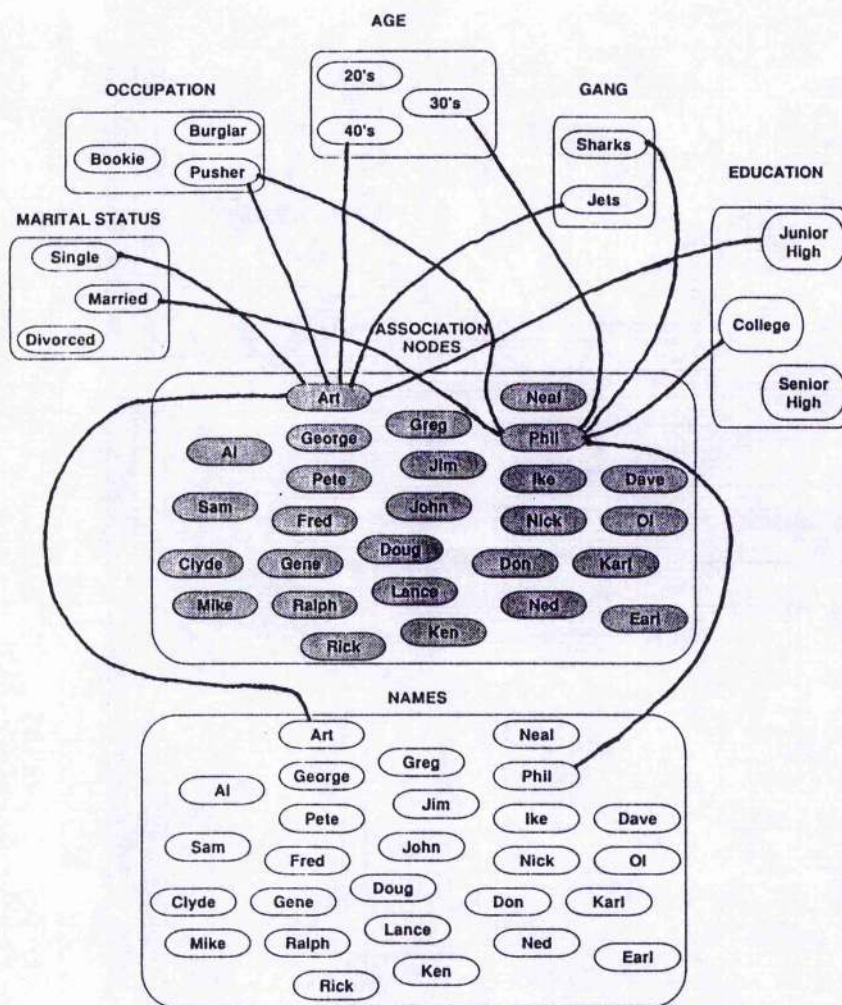 AGE
20's
30's
40's
OCCUPATION
Burglar
Bookie
Pusher
GANG
Sharks
Jets
EDUCATION
Junior
High
College
Senior
High
MARITAL STATUS
Single
Married
Divorced
ASSOCIATION
NODES
Art
Neal
George
Greg
Phil
Al
Jim
Pete
Ike
Dave
Sam
Fred
John
Nick
Ol
Clyde
Gene
Doug
Don
Karl
Mike
Ralph
Lance
Ned
Earl
Rick
Ken
NAMES
Art
Neal
George
Greg
Phil
Al
Jim
Pete
Ike
Dave
Sam
Fred
John
Nick
Ol
Clyde
Gene
Doug
Don
Karl
Mike
Ralph
Lance
Ned
Earl
Rick
Ken